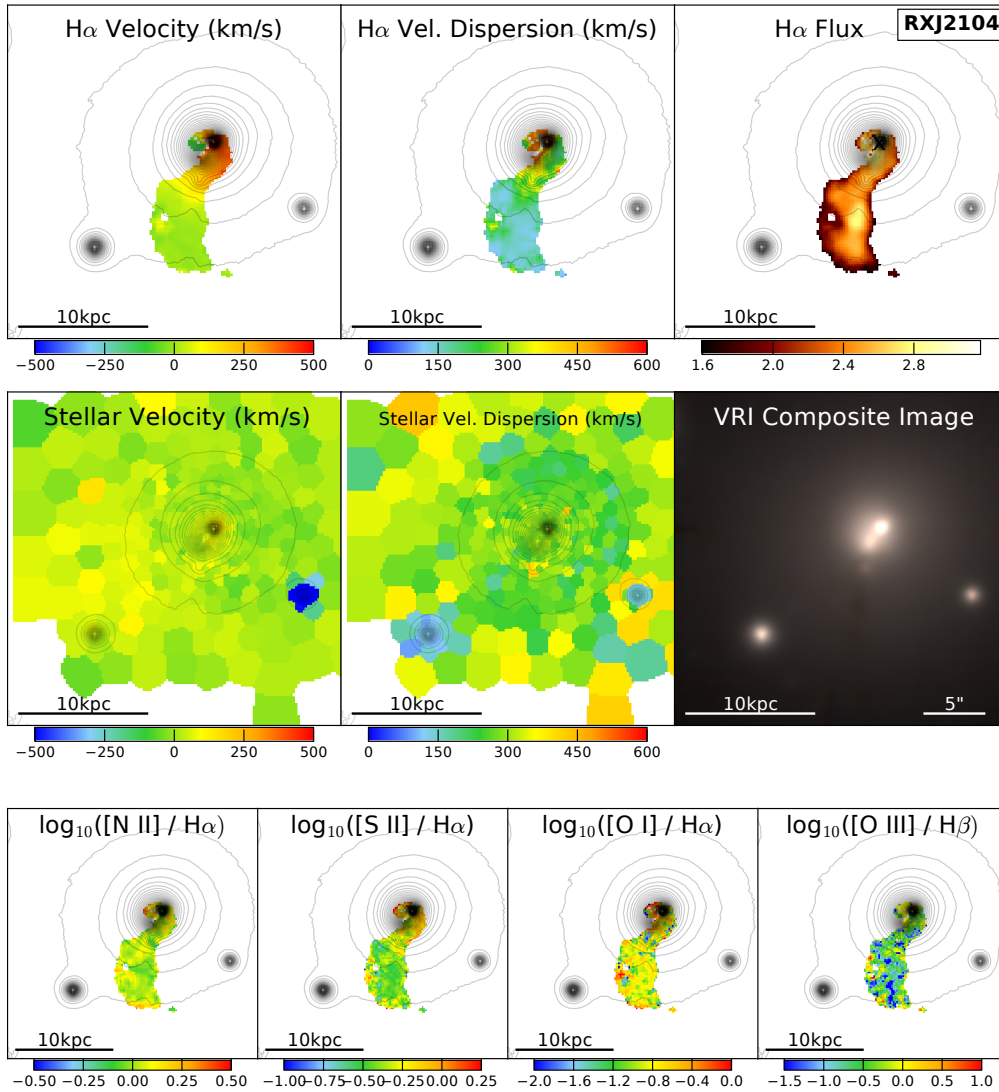 Hα Velocity (km/s) Hα Vel. Dispersion (km/s) Hα Flux RXJ2104
10kpc 10kpc 10kpc
−500 −250 0 250 500 0 150 300 450 600 1.6 2.0 2.4 2.8
Stellar Velocity (km/s) Stellar Vel. Dispersion (km/s) VRI Composite Image
10kpc 10kpc 10kpc 5"
−500 −250 0 250 500 0 150 300 450 600
log₁₀([N II] / Hα) log₁₀([S II] / Hα) log₁₀([O I] / Hα) log₁₀([O III] / Hβ)
10kpc 10kpc 10kpc 10kpc
−0.50 −0.25 0.00 0.25 0.50 −1.00 −0.75 −0.50 −0.25 0.00 0.25 −2.0 −1.6 −1.2 −0.8 −0.4 0.0 −1.5 −1.0 −0.5 0.0 0.5 1.0